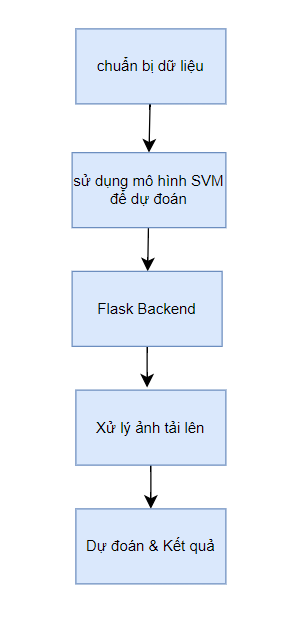 chuẩn bị dữ liệu
sử dụng mô hình SVM
để dự đoán
Flask Backend
Xử lý ảnh tải lên
Dự đoán & Kết quả